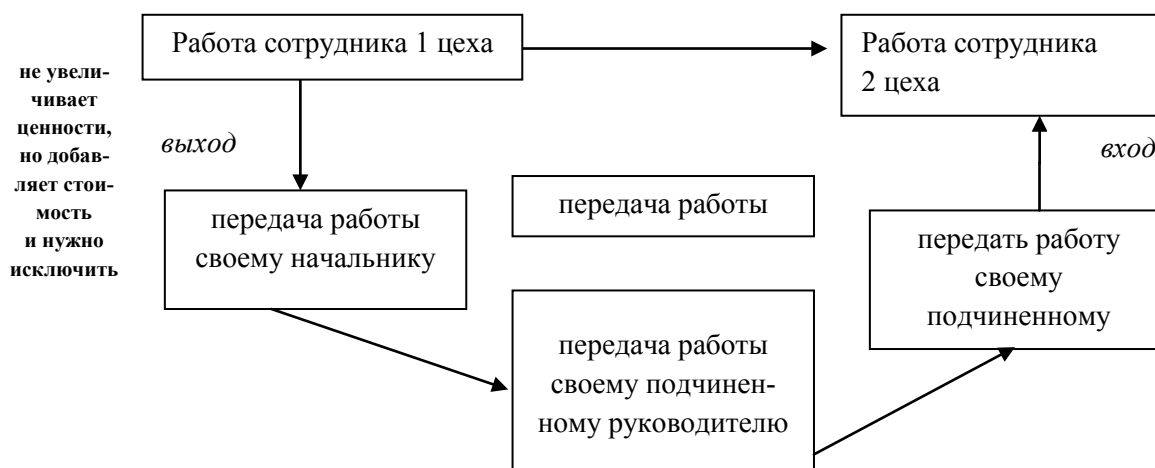 Работа сотрудника 1 цеха
Работа сотрудника
2 цеха
не увели-
чивает
ценности,
но добав-
ляет стои-
мость
и нужно
исключить
выход
вход
передача работы
своему начальнику
передача работы
передать работу
своему
подчиненному
передача работы
своему подчинен-
ному руководителю